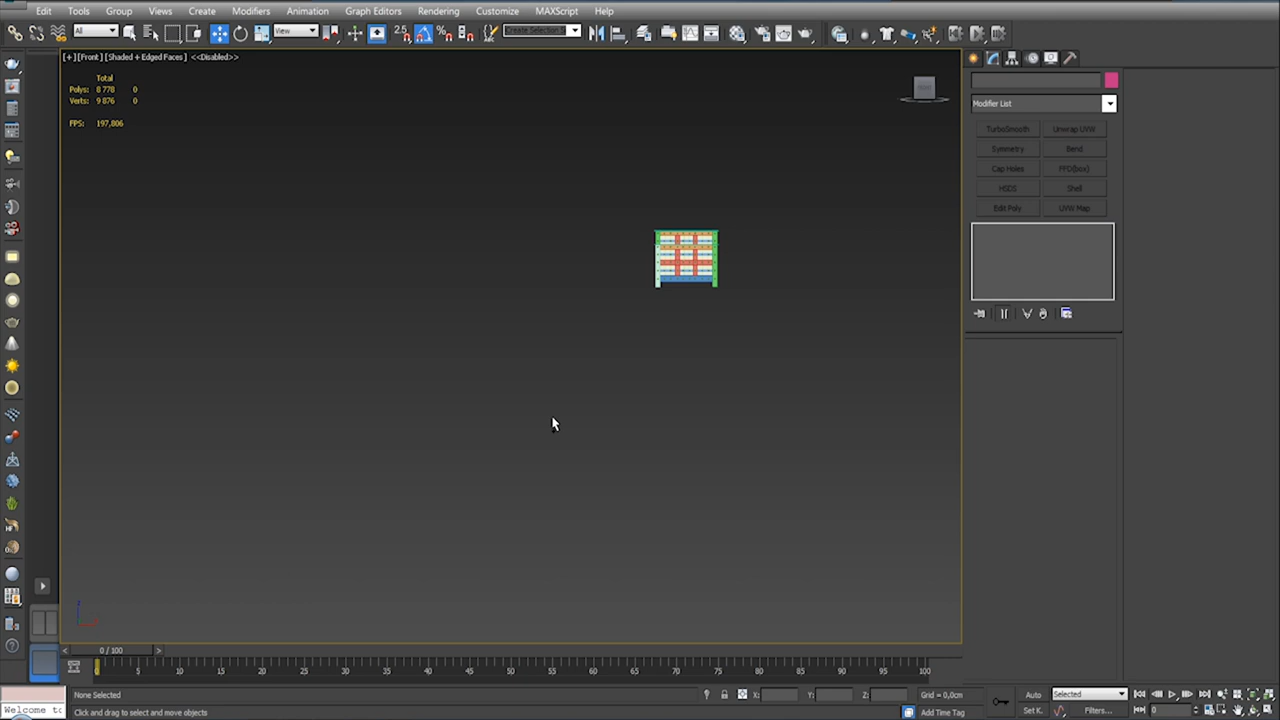 Edit Tools Group Views Create Modifiers Animation Graph Editors Rendering Customize MAXScript Help
All View 2.5 Create Selection S
[+] [Front ] [Shaded + Edged Faces ] <<Disabled>>
Total
Polys: 8 778 0
Verts: 9 876 0
FPS: 197,806
Modifier List
TurboSmooth Unwrap UVW
Symmetry Bend
Cap Holes FFD(box)
HSDS Shell
Edit Poly UVW Map
< 0 / 100 >
0 5 10 15 20 25 30 35 40 45 50 55 60 65 70 75 80 85 90 95 100
None Selected X: Y: Z: Grid = 0,0cm Auto Selected
Welcome to Click and drag to select and move objects Add Time Tag Set K. Filters... 0